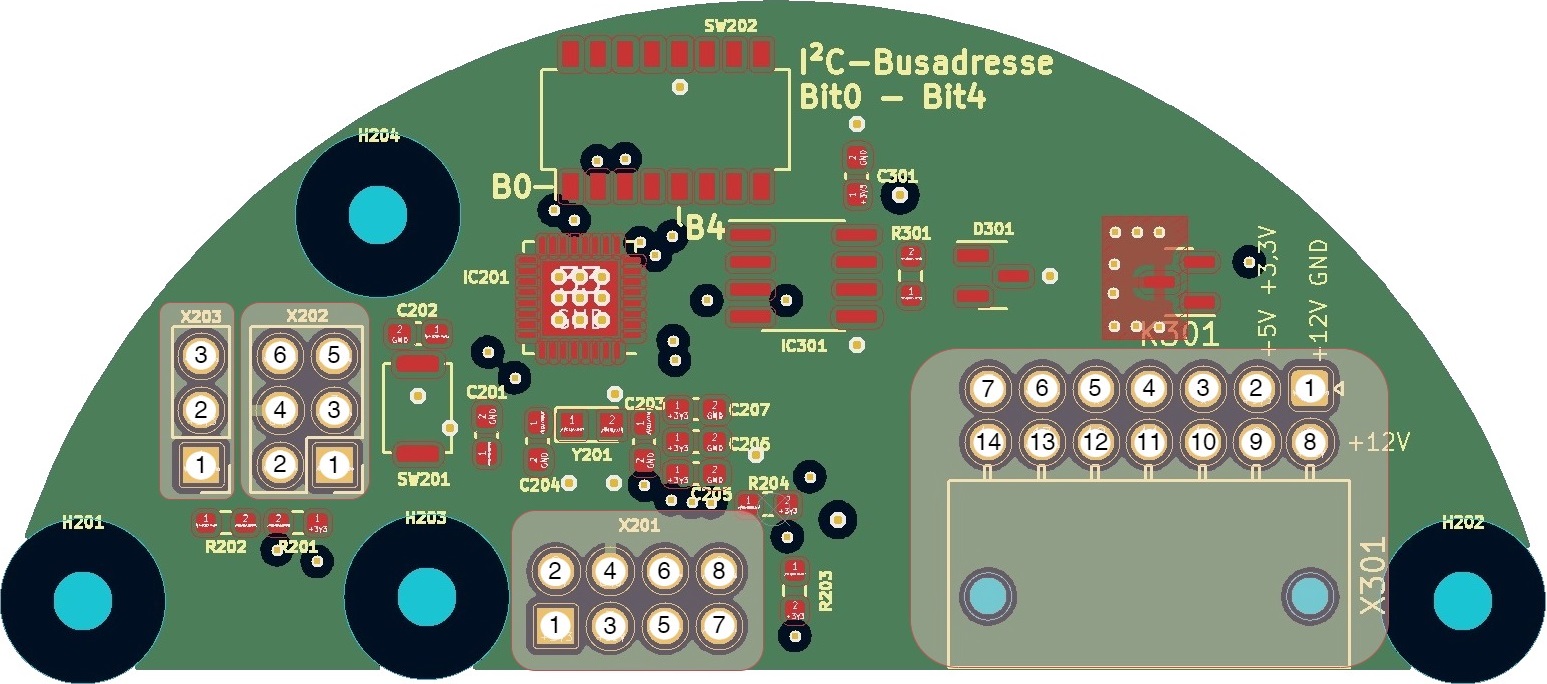 SW202
I²C-Busadresse
Bit0 - Bit4
H204
C301
B0-
B4
R301
D301
+5V +3,3V
+12V GND
IC201
X203
X202
C202
IC301
K301
3
6 5
7 6 5 4 3 2 1
2
4 3
C201
C203
C207
14 13 12 11 10 9 8
+12V
C206
Y201
1
2 1
SW201
C204
C205
R204
H201
R202
R201
H203
X201
H202
2 4 6 8
R203
X301
1 3 5 7